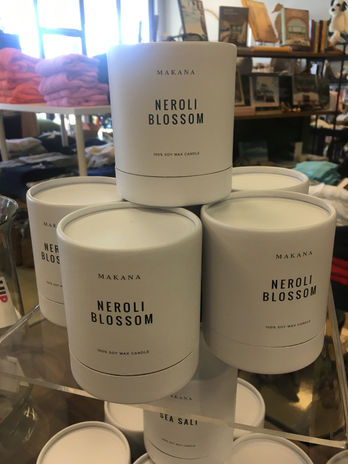 MAKANA
NEROLI
BLOSSOM
100% SOY WAX CANDLE
MAKANA
NEROLI
BLOSSOM
100% SOY WAX CANDLE
MAKANA
NEROLI
BLOSSOM
100% SOY WAX CANDLE
SEA SALT